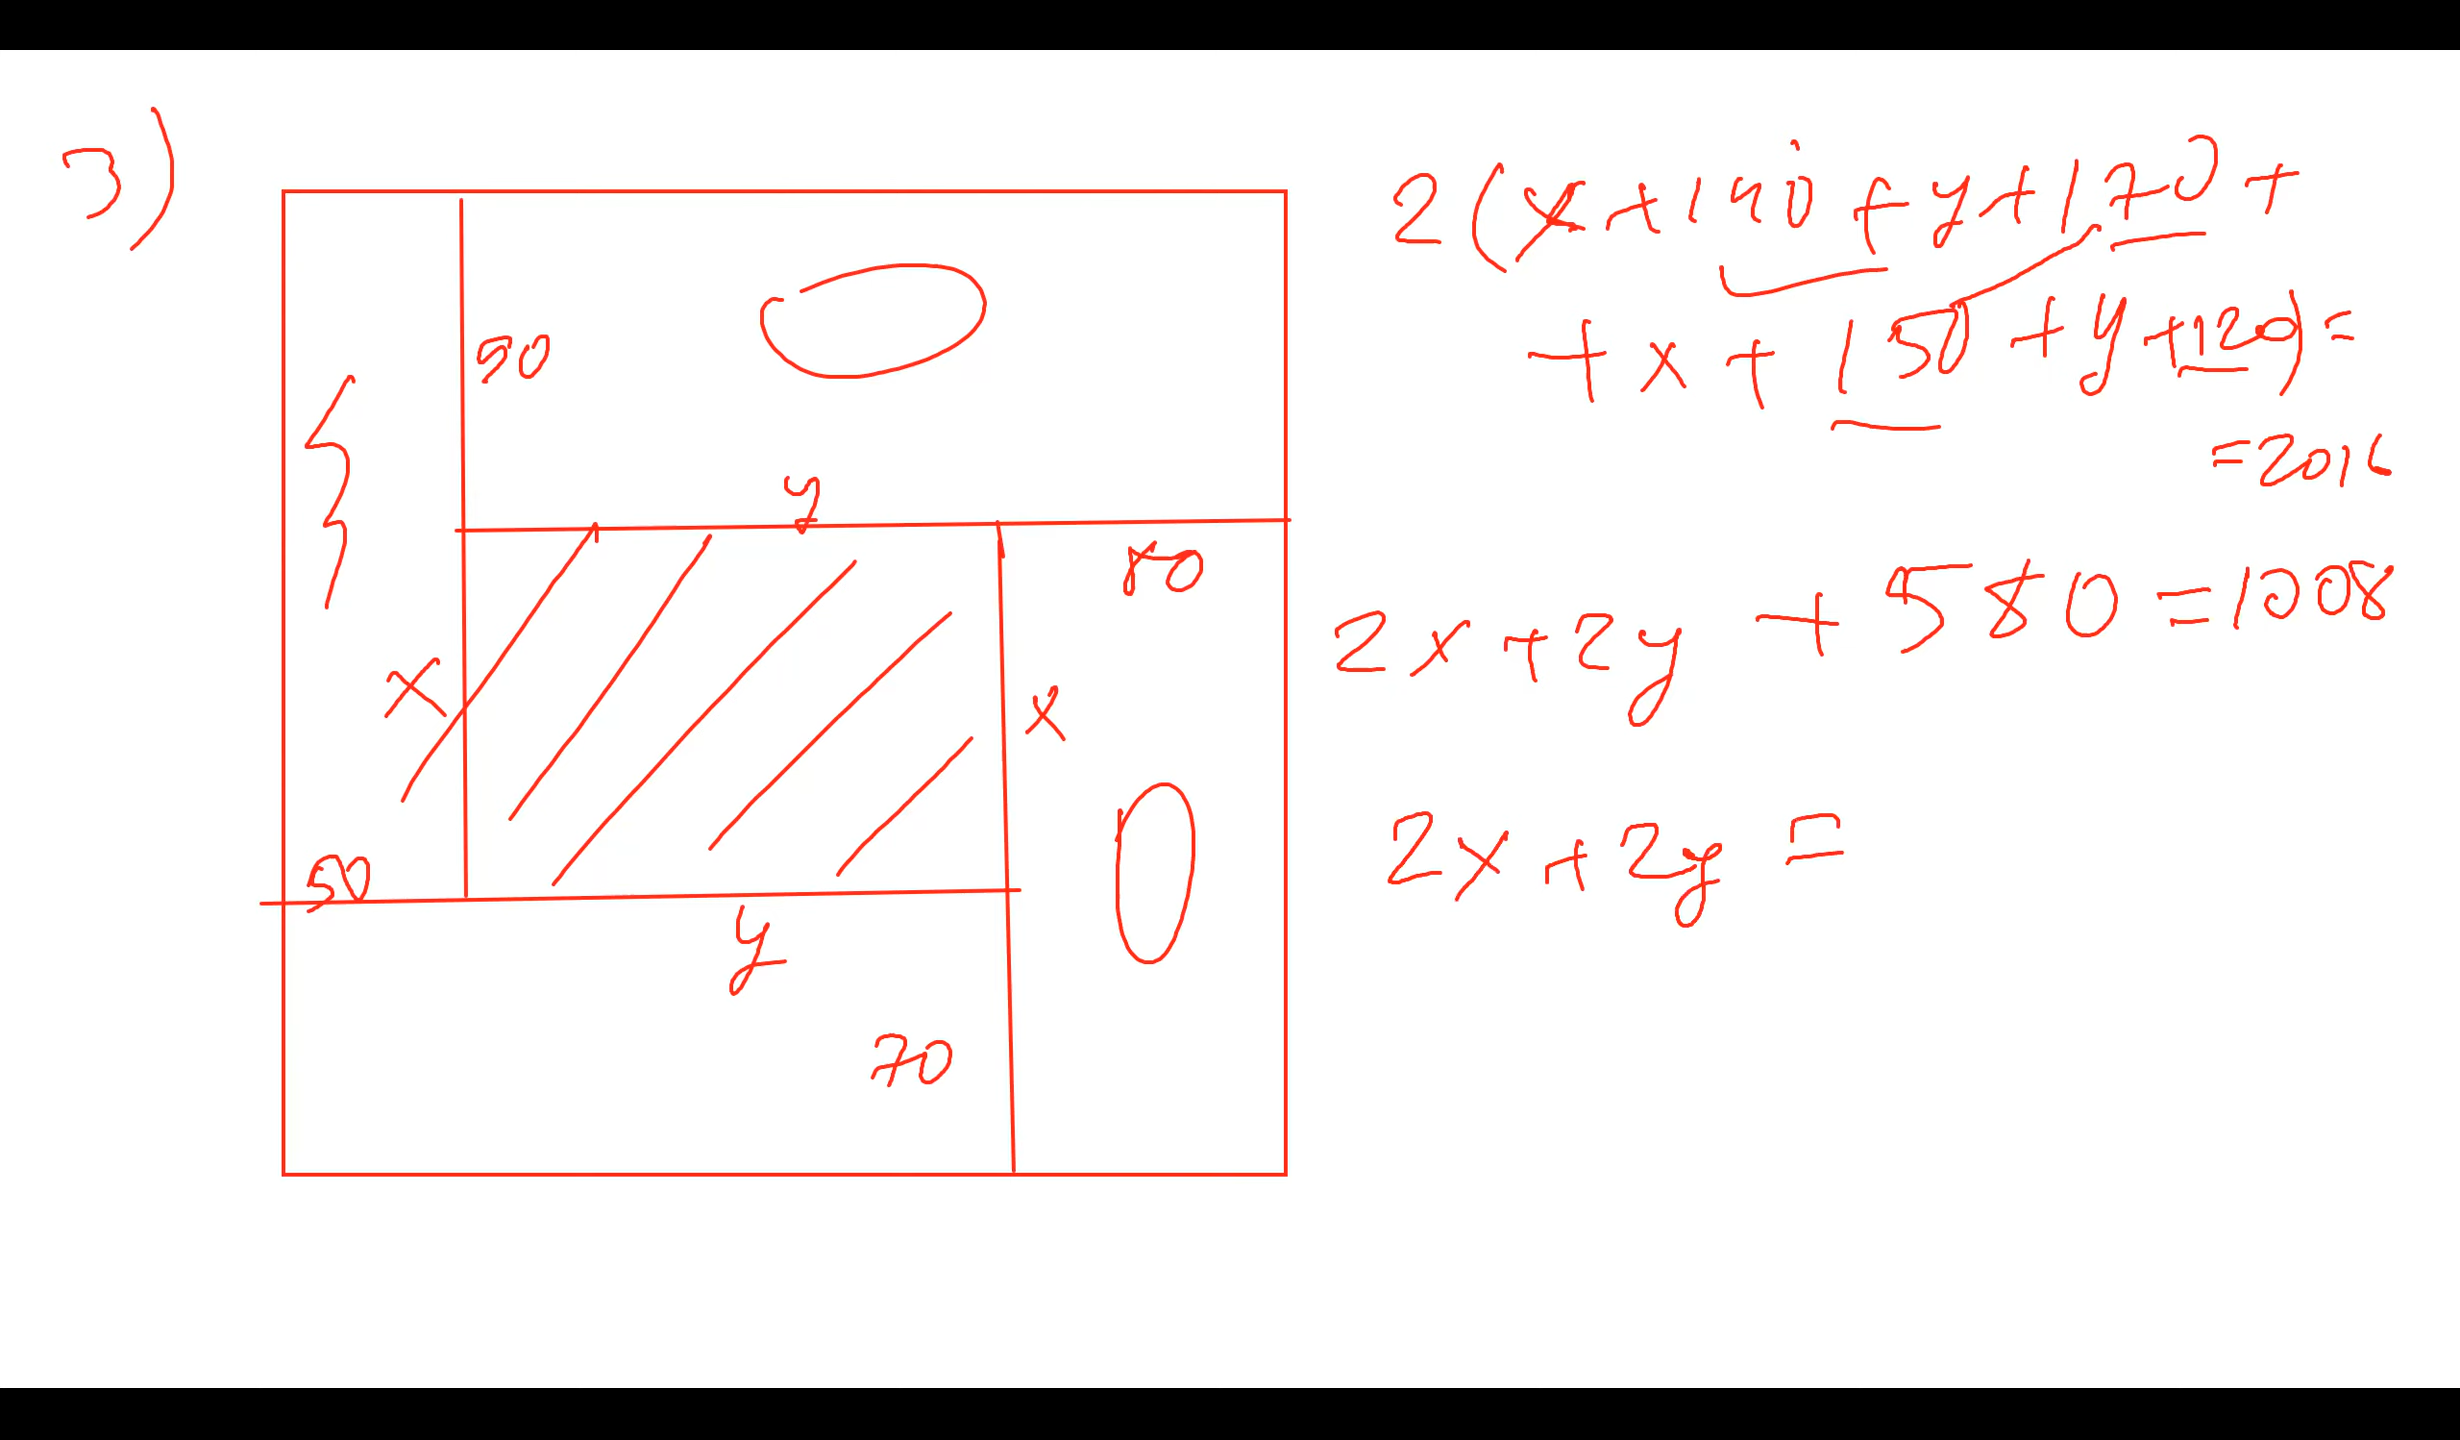 3)
2(x+140+y+170+
+x+150+y+120)=
=2016
90
y
80
2x+2y+580=1008
x
x
2x+2y=
50
y
70